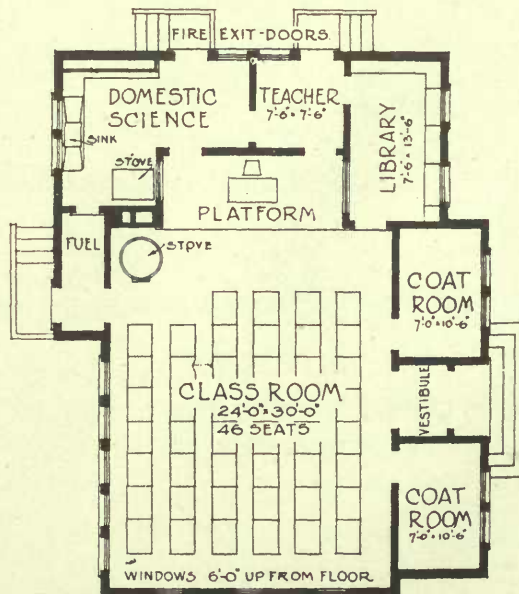 FIRE EXIT-DOORS.
DOMESTIC
SCIENCE
TEACHER
7'-6" × 7'-6"
LIBRARY
7'-6" × 13'-6"
SINK
STOVE
PLATFORM
FUEL
STOVE
COAT
ROOM
7'-0" × 10'-6"
CLASS ROOM
24'-0" × 30'-0"
46 SEATS
VESTIBULE
COAT
ROOM
7'-0" × 10'-6"
WINDOWS 6'-0" UP FROM FLOOR